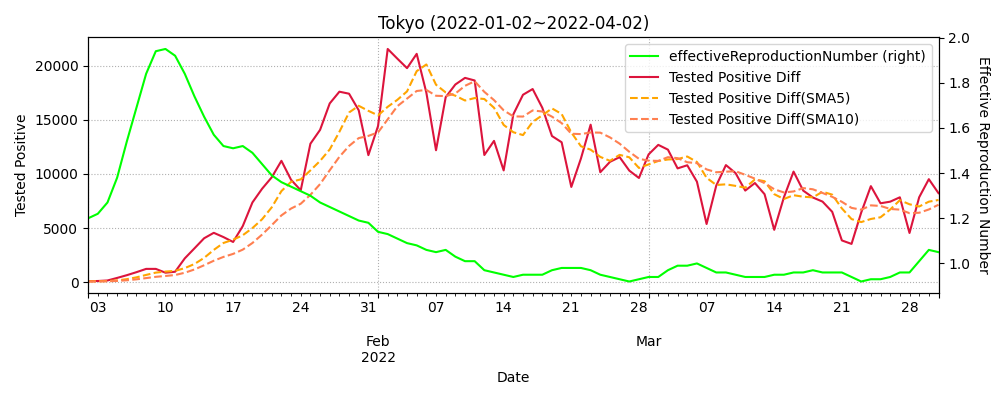 Tokyo (2022-01-02~2022-04-02)
effectiveReproductionNumber (right)
Tested Positive Diff
Tested Positive Diff(SMA5)
Tested Positive Diff(SMA10)
Tested Positive
20000
15000
10000
5000
0
Effective Reproduction Number
2.0
1.8
1.6
1.4
1.2
1.0
03 10 17 24 31 07 14 21 28 07 14 21 28
Feb Mar
2022
Date